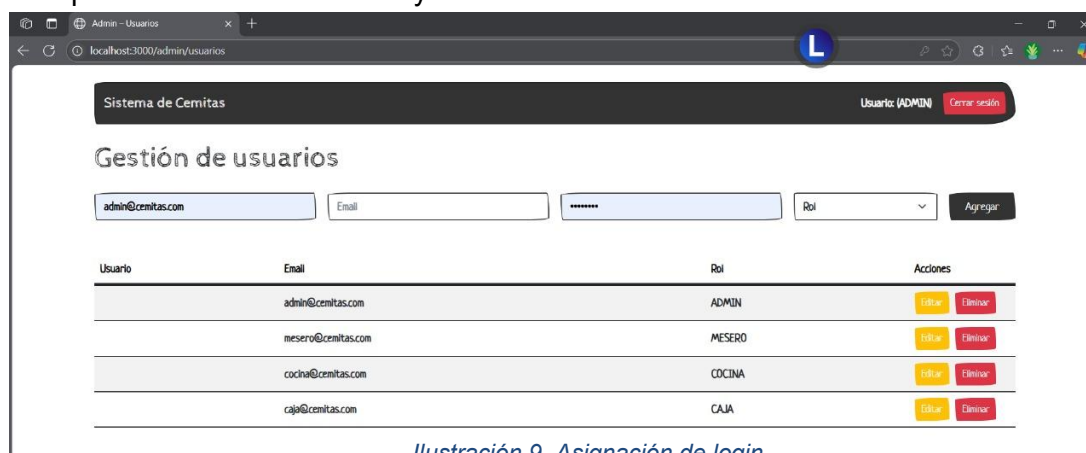 Admin – Usuarios
localhost:3000/admin/usuarios
L
Sistema de Cemitas Usuario: (ADMIN) Cerrar sesión
Gestión de usuarios
admin@cemitas.com Email •••••••• Rol Agregar
Usuario Email Rol Acciones
admin@cemitas.com ADMIN Editar Eliminar
mesero@cemitas.com MESERO Editar Eliminar
cocina@cemitas.com COCINA Editar Eliminar
caja@cemitas.com CAJA Editar Eliminar
Ilustración 9. Asignación de login